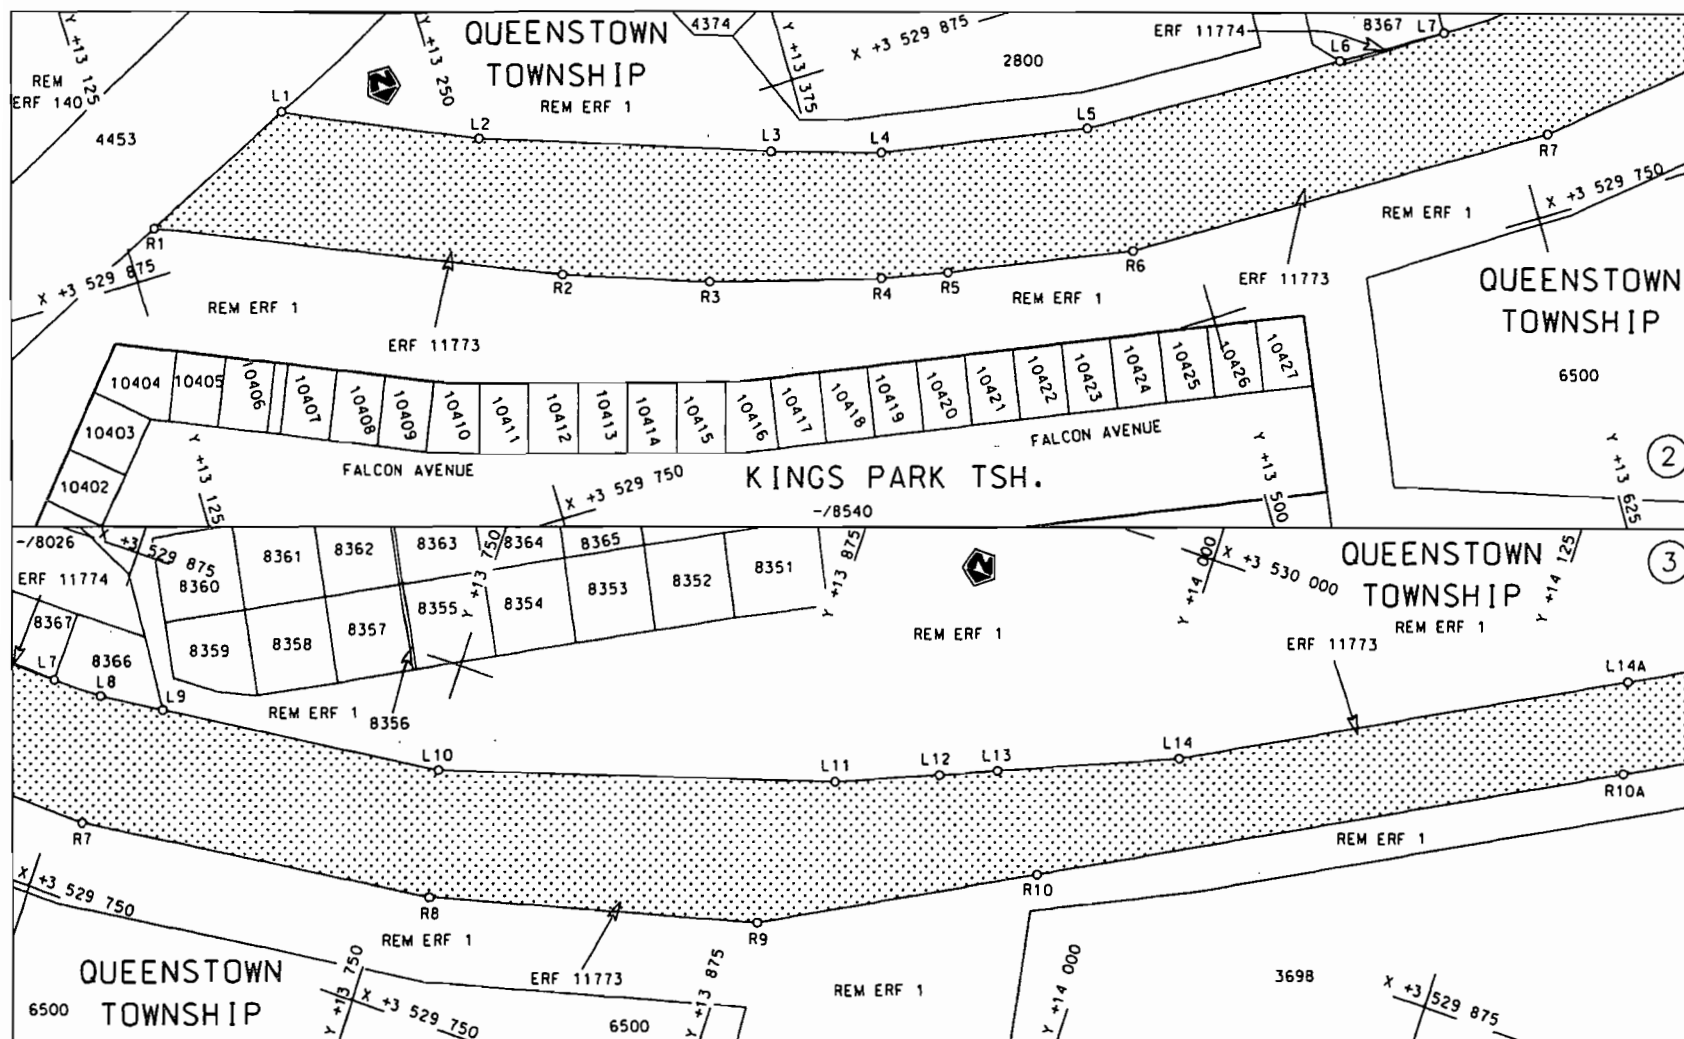 Y +13 125
Y +13 250
QUEENSTOWN
TOWNSHIP
REM ERF 1
4374
Y +13 375
X +3 529 875
2800
ERF 11774
8367
L7
L6
REM
ERF 140
4453
N
L1
L2
L3
L4
L5
R7
R1
X +3 529 875
REM ERF 1
ERF 11773
R2
R3
R4
R5
REM ERF 1
R6
ERF 11773
REM ERF 1
X +3 529 750
QUEENSTOWN
TOWNSHIP
6500
10404
10405
10406
10407
10408
10409
10410
10411
10412
10413
10414
10415
10416
10417
10418
10419
10420
10421
10422
10423
10424
10425
10426
10427
10403
10402
Y +13 125
FALCON AVENUE
X +3 529 750
KINGS PARK TSH.
FALCON AVENUE
-/8540
Y +13 500
Y +13 625
2
-/8026
X +3 529 875
ERF 11774
8367
L7
8366
L8
L9
8360
8361
8362
8363
8364
8365
8359
8358
8357
8355
8354
8353
8352
8351
Y +13 750
Y +13 875
REM ERF 1
8356
N
REM ERF 1
Y +14 000
X +3 530 000
QUEENSTOWN
TOWNSHIP
REM ERF 1
Y +14 125
3
ERF 11773
L14A
L10
L11
L12
L13
L14
R10A
REM ERF 1
R7
X +3 529 750
R8
REM ERF 1
R9
R10
QUEENSTOWN
TOWNSHIP
6500
Y +13 750
X +3 529 750
ERF 11773
6500
Y +13 875
REM ERF 1
Y +14 000
3698
X +3 529 875